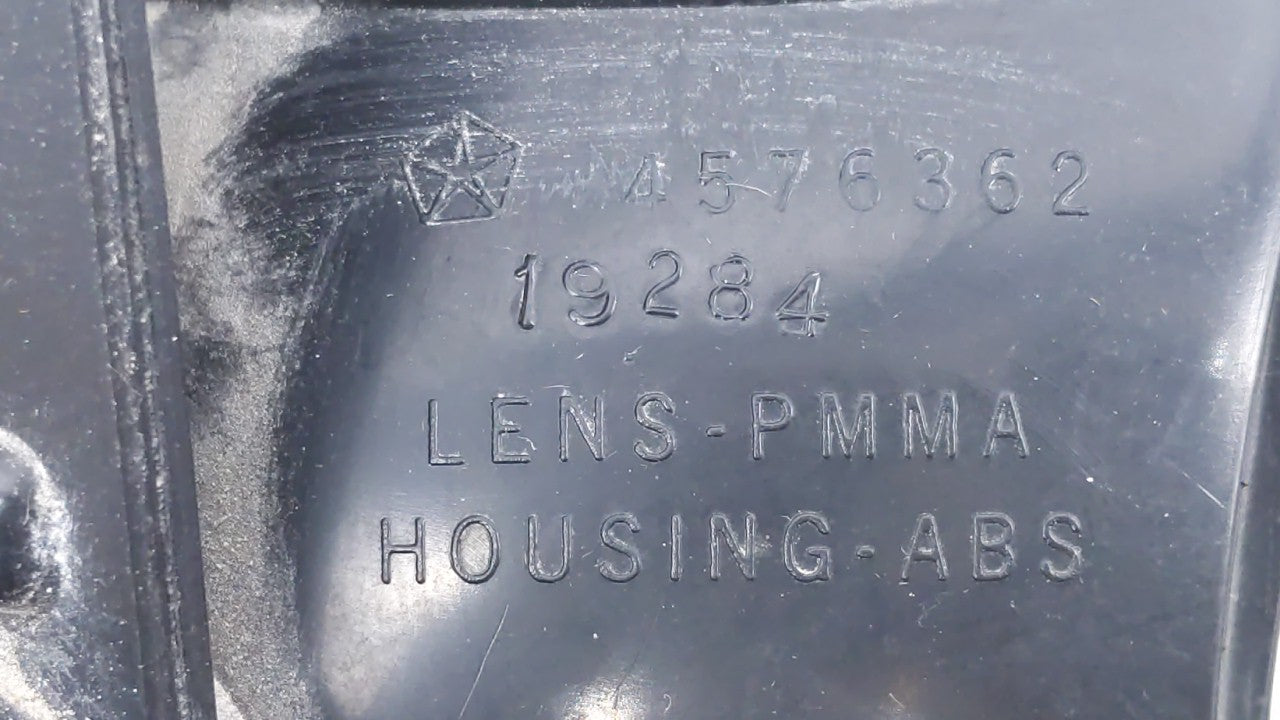 4576362
19284
LENS-PMMA
HOUSING-ABS